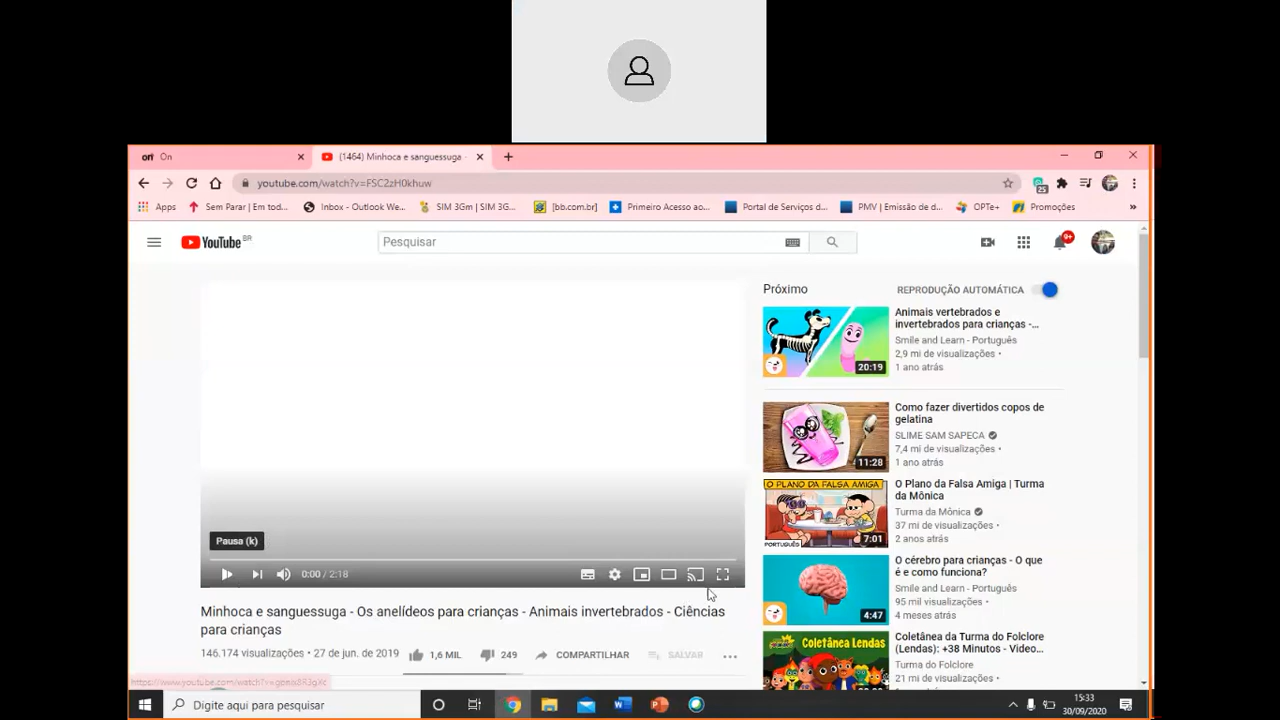 on On
(1464) Minhoca e sanguessuga -
youtube.com/watch?v=FSC2zH0khuw
25
Apps
Sem Parar | Em tod...
Inbox - Outlook We...
SIM 3Gm | SIM 3G...
[bb.com.br]
Primeiro Acesso ao...
Portal de Serviços d...
PMV | Emissão de d...
OPTe+
Promoções
»
YouTube BR
Pesquisar
9+
Pausa (k)
0:00 / 2:18
Minhoca e sanguessuga - Os anelídeos para crianças - Animais invertebrados - Ciências
para crianças
146.174 visualizações • 27 de jun. de 2019
1,6 MIL
249
COMPARTILHAR
SALVAR
Próximo
REPRODUÇÃO AUTOMÁTICA
20:19
Animais vertebrados e
invertebrados para crianças -...
Smile and Learn - Português
2,9 mi de visualizações •
1 ano atrás
11:28
Como fazer divertidos copos de
gelatina
SLIME SAM SAPECA
7,4 mi de visualizações •
1 ano atrás
O PLANO DA FALSA AMIGA
PORTUGUÊS
7:01
O Plano da Falsa Amiga | Turma
da Mônica
Turma da Mônica
37 mi de visualizações •
2 anos atrás
4:47
O cérebro para crianças - O que
é e como funciona?
Smile and Learn - Português
95 mil visualizações •
4 meses atrás
Coletânea Lendas
Coletânea da Turma do Folclore
(Lendas): +38 Minutos - Video...
Turma do Folclore
Digite aqui para pesquisar
15:33
30/09/2020